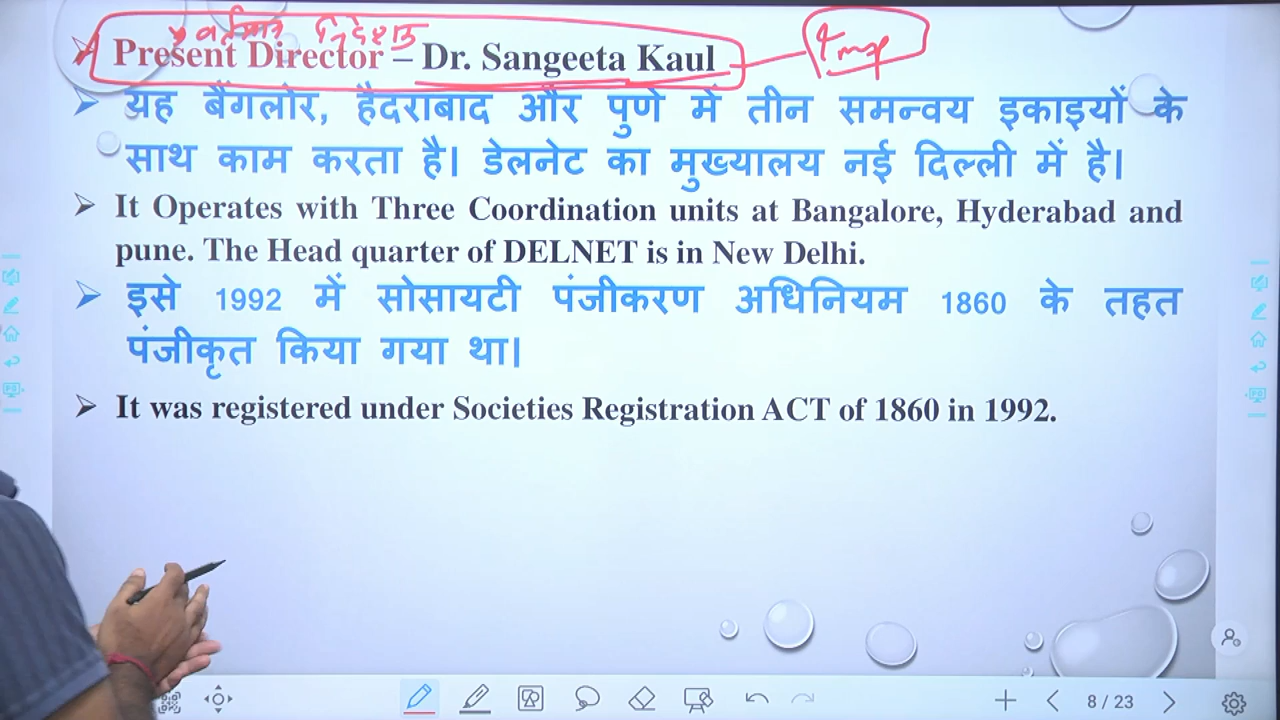 वर्तमान निदेशक
Present Director – Dr. Sangeeta Kaul
Imp
यह बैंगलोर, हैदराबाद और पुणे में तीन समन्वय इकाइयों के
साथ काम करता है। डेलनेट का मुख्यालय नई दिल्ली में है।
It Operates with Three Coordination units at Bangalore, Hyderabad and
pune. The Head quarter of DELNET is in New Delhi.
इसे 1992 में सोसायटी पंजीकरण अधिनियम 1860 के तहत
पंजीकृत किया गया था।
It was registered under Societies Registration ACT of 1860 in 1992.
8 / 23